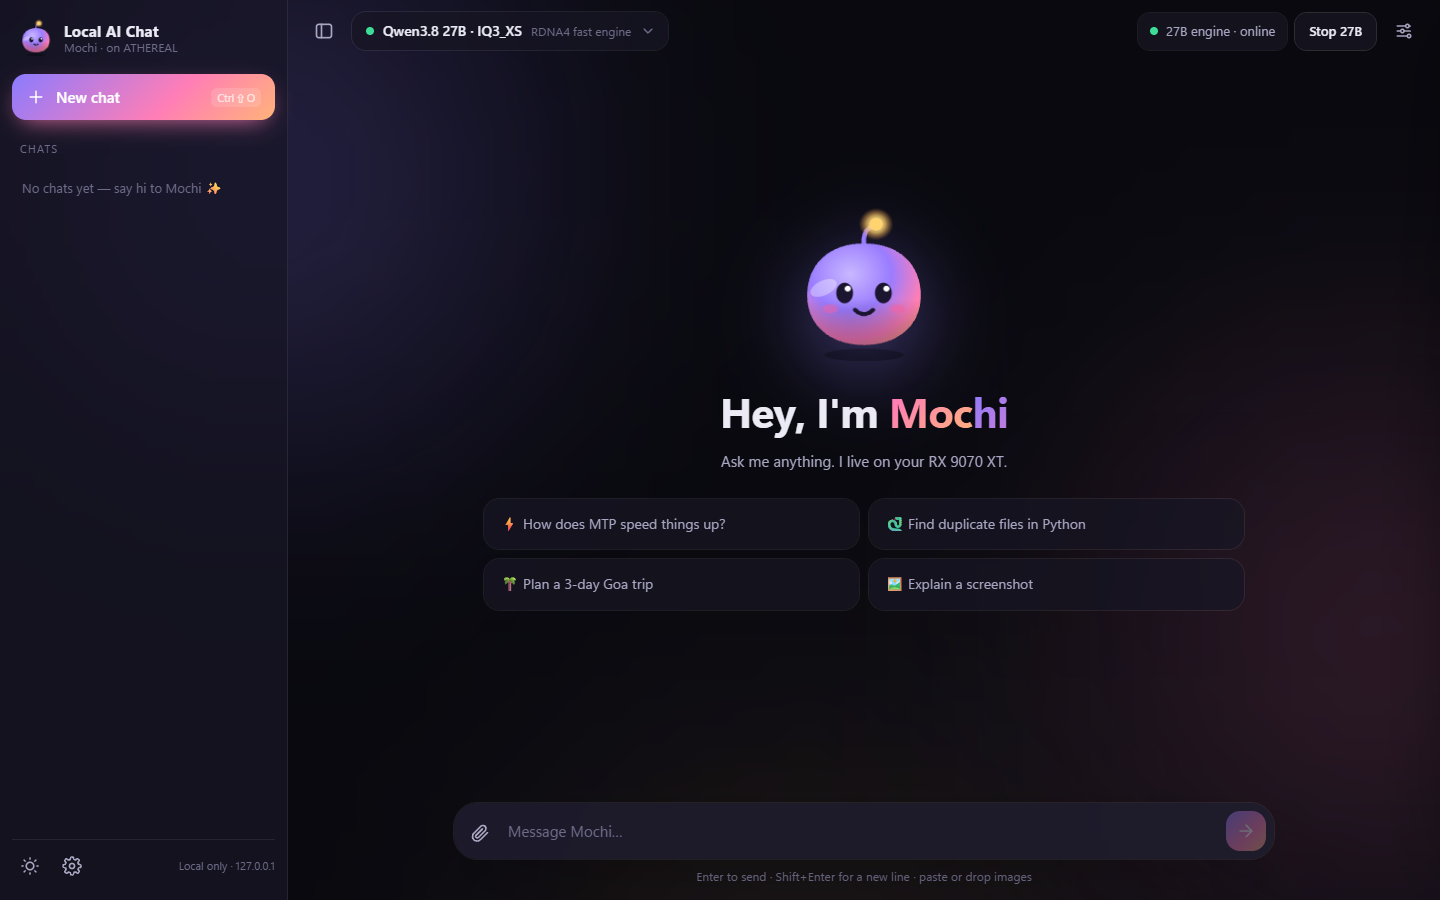 Local AI Chat
Mochi · on ATHEREAL
New chat
Ctrl⇧O
CHATS
No chats yet — say hi to Mochi ✨
Local only · 127.0.0.1
Qwen3.8 27B · IQ3_XS RDNA4 fast engine
27B engine · online
Stop 27B
Hey, I'm Mochi
Ask me anything. I live on your RX 9070 XT.
⚡ How does MTP speed things up?
🐍 Find duplicate files in Python
🌴 Plan a 3-day Goa trip
🖼️ Explain a screenshot
Message Mochi...
Enter to send · Shift+Enter for a new line · paste or drop images